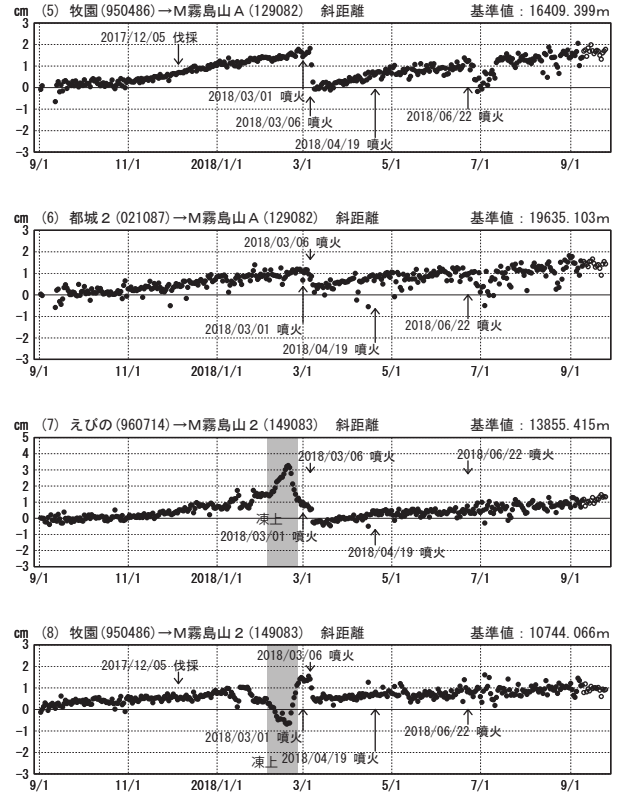 cm (5) 牧園(950486)→M霧島山A(129082) 斜距離 基準値:16409.399m
3
2017/12/05 伐採
2
1
2018/03/01 噴火
0
2018/03/06 噴火
2018/06/22 噴火
-1
-2
2018/04/19 噴火
-3
9/1 11/1 2018/1/1 3/1 5/1 7/1 9/1
cm (6) 都城2(021087)→M霧島山A(129082) 斜距離 基準値:19635.103m
3
2018/03/06 噴火
2
1
0
-1
2018/03/01 噴火 2018/06/22 噴火
-2
2018/04/19 噴火
-3
9/1 11/1 2018/1/1 3/1 5/1 7/1 9/1
cm (7) えびの(960714)→M霧島山2(149083) 斜距離 基準値:13855.415m
5
4
2018/03/06 噴火 2018/06/22 噴火
3
2
1
0
凍上
-1
2018/03/01 噴火
-2
2018/04/19 噴火
-3
9/1 11/1 2018/1/1 3/1 5/1 7/1 9/1
cm (8) 牧園(950486)→M霧島山2(149083) 斜距離 基準値:10744.066m
3
2018/03/06 噴火
2017/12/05 伐採
2
1
0
-1
2018/03/01 噴火 2018/06/22 噴火
-2
凍上 2018/04/19 噴火
-3
9/1 11/1 2018/1/1 3/1 5/1 7/1 9/1